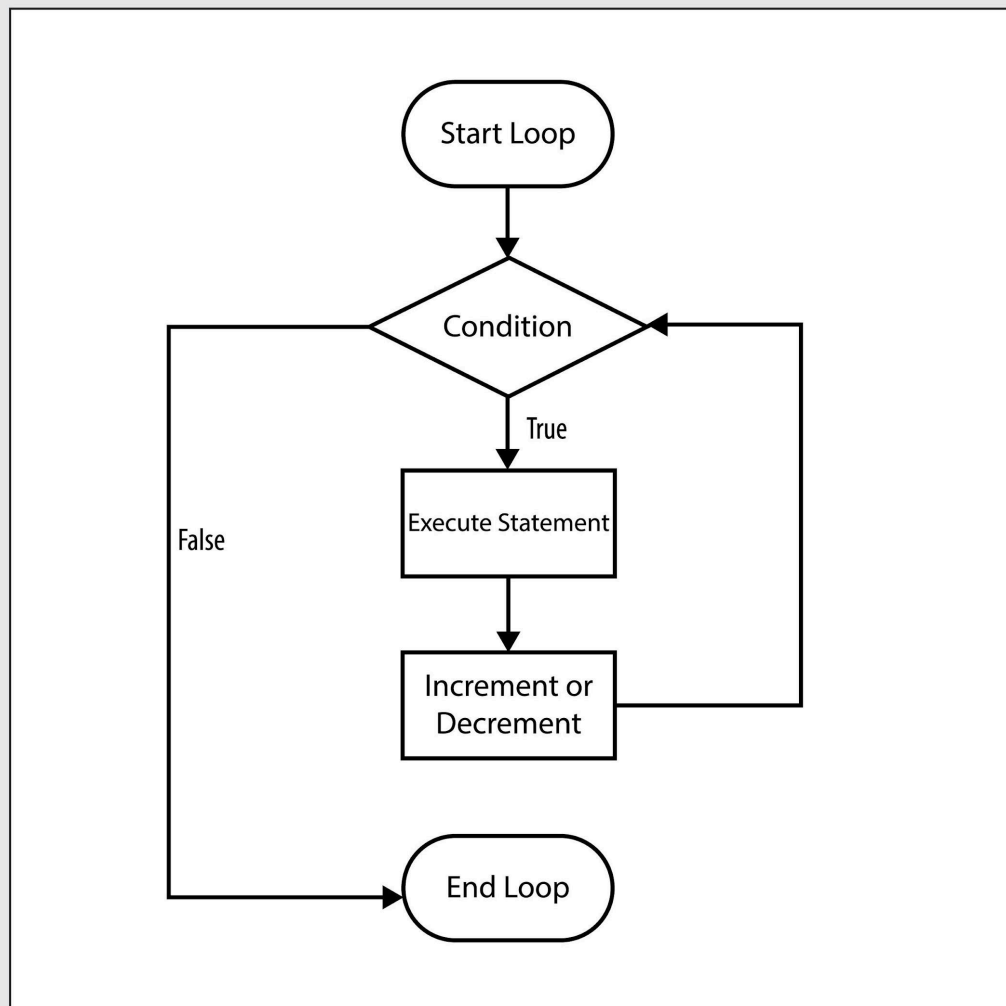 Start Loop
Condition
True
Execute Statement
False
Increment or
Decrement
End Loop